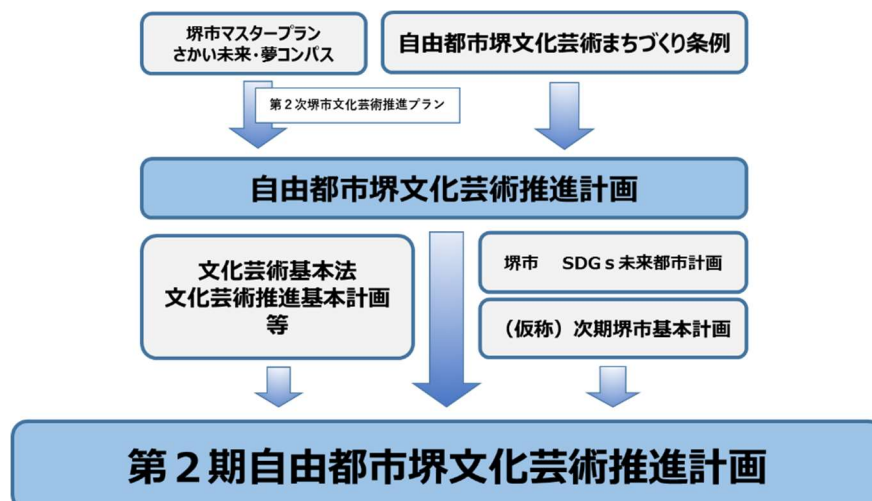 堺市マスタープラン
さかい未来・夢コンパス
自由都市堺文化芸術まちづくり条例
第２次堺市文化芸術推進プラン
自由都市堺文化芸術推進計画
文化芸術基本法
文化芸術推進基本計画
等
堺市　SDGｓ未来都市計画
（仮称）次期堺市基本計画
第２期自由都市堺文化芸術推進計画